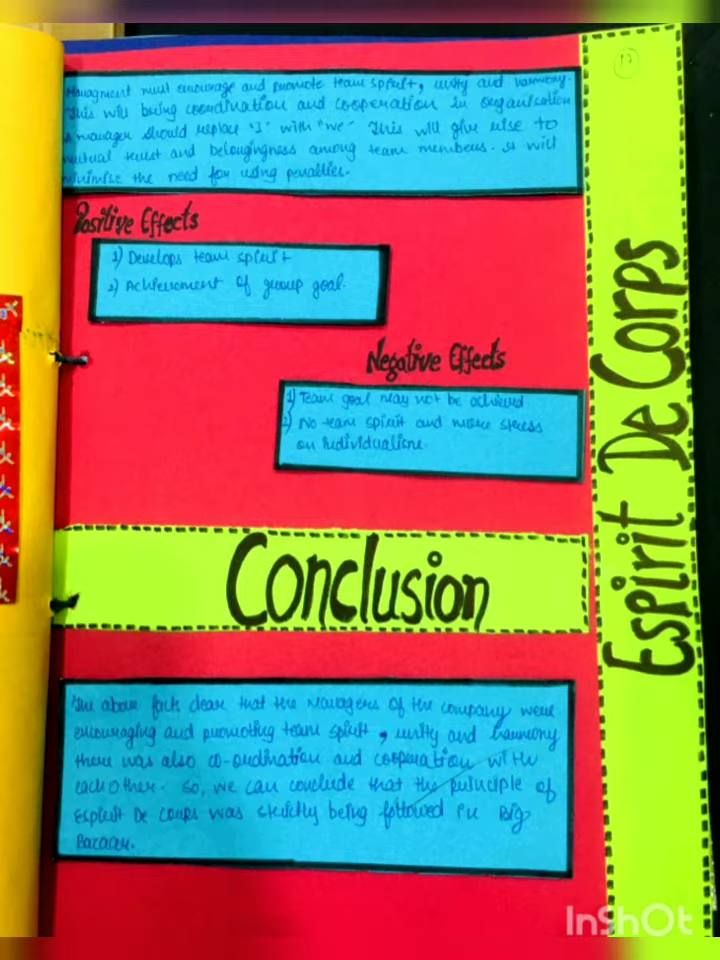 17
Managment must encourage and promote team spirit, unity and harmony.
This will bring coordination and cooperation in organisation
A manager should replace "I" with "we" This will give rise to
mutual trust and belongingness among team members. It will
minimise the need for using penalties.
Positive Effects
1) Develops team spirit
2) Achievement of group goal.
Negative Effects
1) Team goal may not be achieved
2) No team spirit and more stress
on individualism.
Espirit De Corps
Conclusion
The above facts clear that the managers of the company were
encouraging and promoting team spirit, unity and harmony
there was also co-ordination and cooperation with
each other. So, we can conclude that the principle of
Espirit De corps was strictly being followed in Big
Bazaar.
InShOt